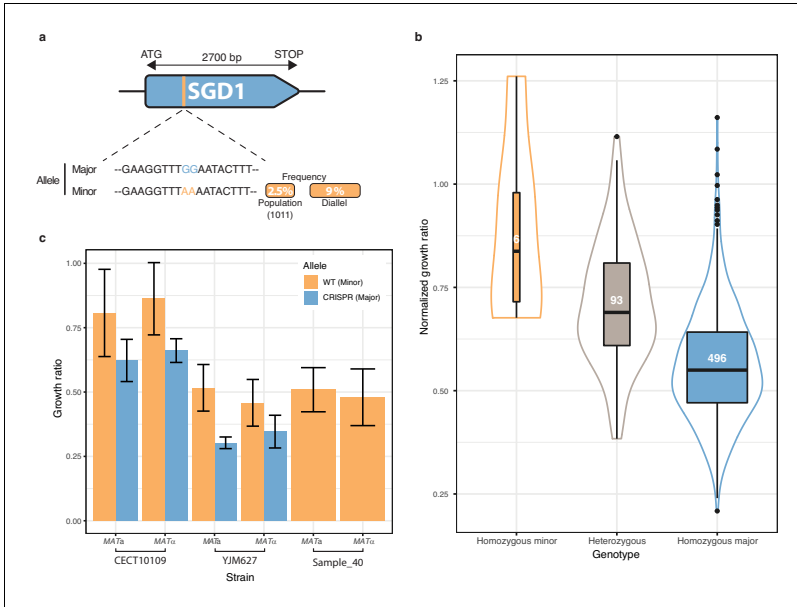 a
ATG 2700 bp STOP
SGD1
Major --GAAGGTTTGGAATACTTT--
Allele
Minor --GAAGGTTTAAAATACTTT--
Frequency
2.5% 9%
Population Diallel
(1011)
b
Normalized growth ratio
1.25
1.00
0.75
0.50
0.25
6
93
496
Homozygous minor Heterozygous Homozygous major
Genotype
c
Growth ratio
1.00
0.75
0.50
0.25
0.00
Allele
WT (Minor)
CRISPR (Major)
MATa MATα MATa MATα MATa MATα
CECT10109 YJM627 Sample_40
Strain